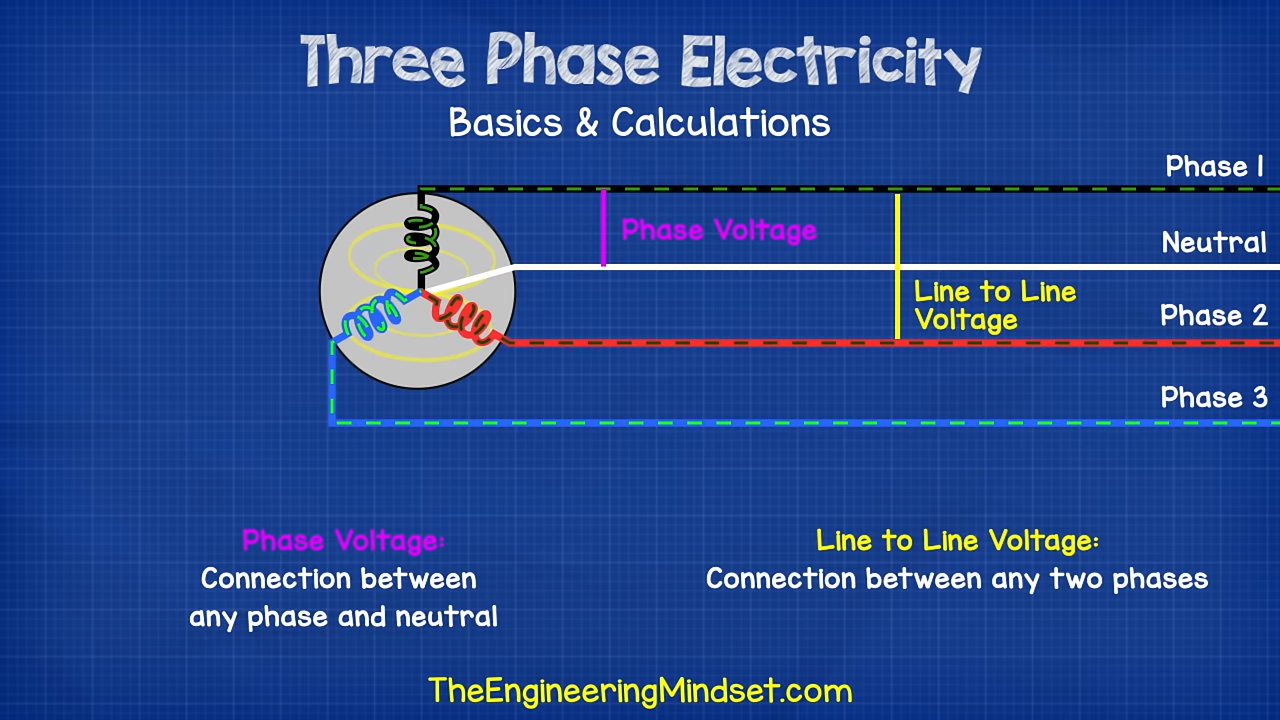 Three Phase Electricity
Basics & Calculations
Phase 1
Phase Voltage
Neutral
Line to Line
Voltage
Phase 2
Phase 3
Phase Voltage:
Connection between
any phase and neutral
Line to Line Voltage:
Connection between any two phases
TheEngineeringMindset.com